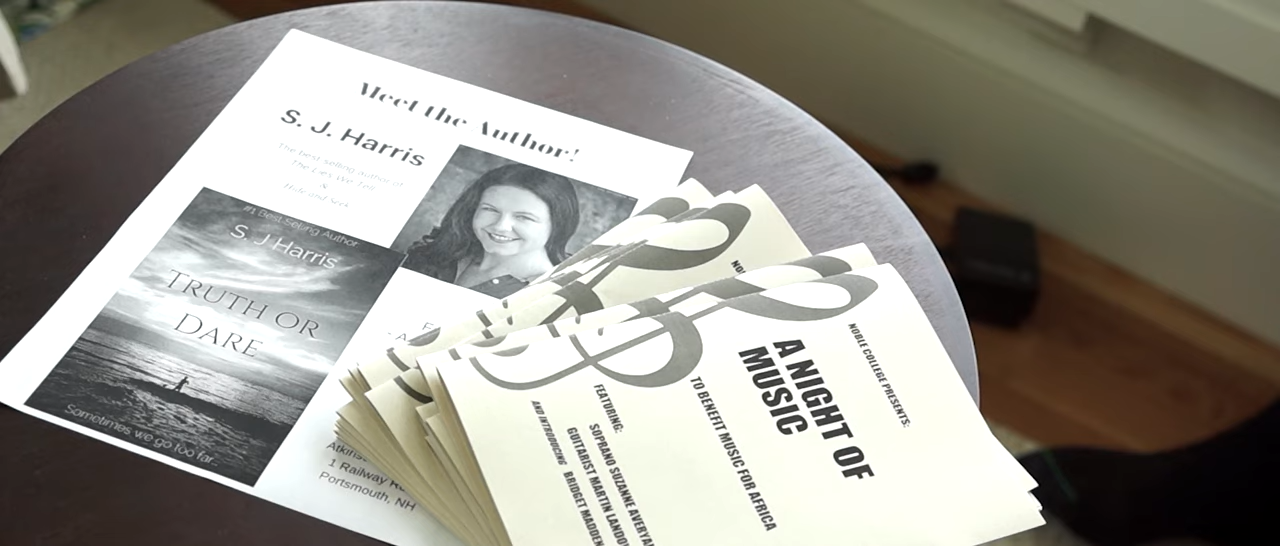 Meet the Author!
S. J. Harris
The best selling author of
The Lies We Tell
&
Hide and Seek
#1 Best Selling Author
S. J Harris
TRUTH OR
DARE
Sometimes we go too far...
1 Railway
Portsmouth, NH
NOBLE COLLEGE PRESENTS:
A NIGHT OF
MUSIC
TO BENEFIT MUSIC FOR AFRICA
FEATURING:
SOPRANO SUZANNE
GUITARIST MARTIN
AND INTRODUCING BRIDGET MADDEN